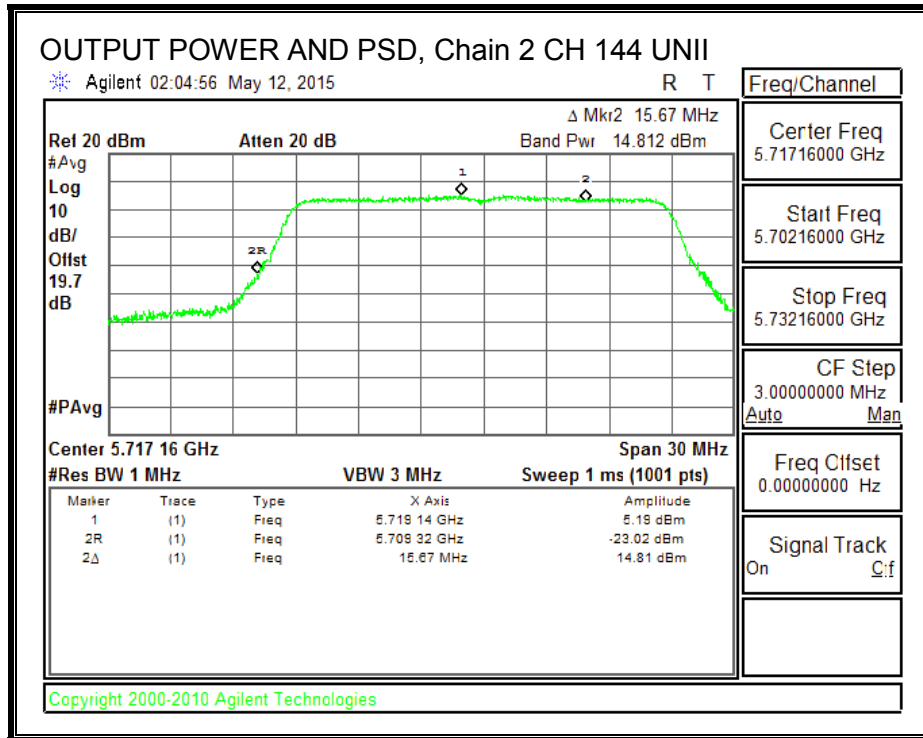 OUTPUT POWER AND PSD, Chain 2 CH 144 UNII
Agilent 02:04:56 May 12, 2015 R T
Δ Mkr2 15.67 MHz
Ref 20 dBm Atten 20 dB Band Pwr 14.812 dBm
#Avg
Log
10
dB/
Offst
19.7
dB
1
2
2R
#PAvg
Center 5.717 16 GHz Span 30 MHz
#Res BW 1 MHz VBW 3 MHz Sweep 1 ms (1001 pts)
Marker Trace Type X Axis Amplitude
1 (1) Freq 5.719 14 GHz 5.19 dBm
2R (1) Freq 5.709 32 GHz -23.02 dBm
2Δ (1) Freq 15.67 MHz 14.81 dBm
Freq/Channel
Center Freq
5.71716000 GHz
Start Freq
5.70216000 GHz
Stop Freq
5.73216000 GHz
CF Step
3.00000000 MHz
Auto Man
Freq Offset
0.00000000 Hz
Signal Track
On Off
Copyright 2000-2010 Agilent Technologies